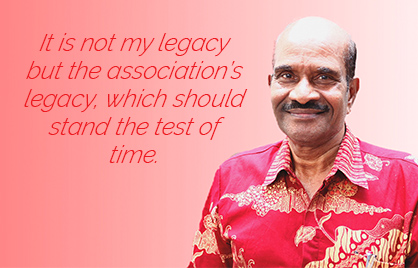 It is not my legacy
but the association's
legacy, which should
stand the test of
time.